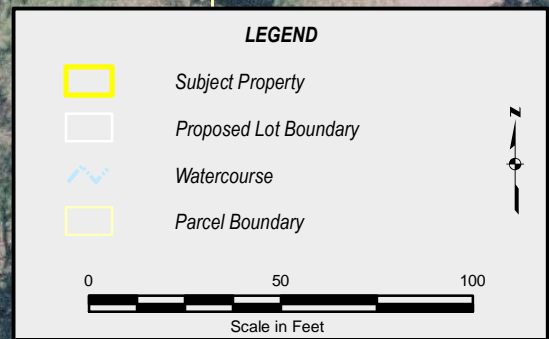 LEGEND
Subject Property
Proposed Lot Boundary
Watercourse
Parcel Boundary
N
0 50 100
Scale in Feet